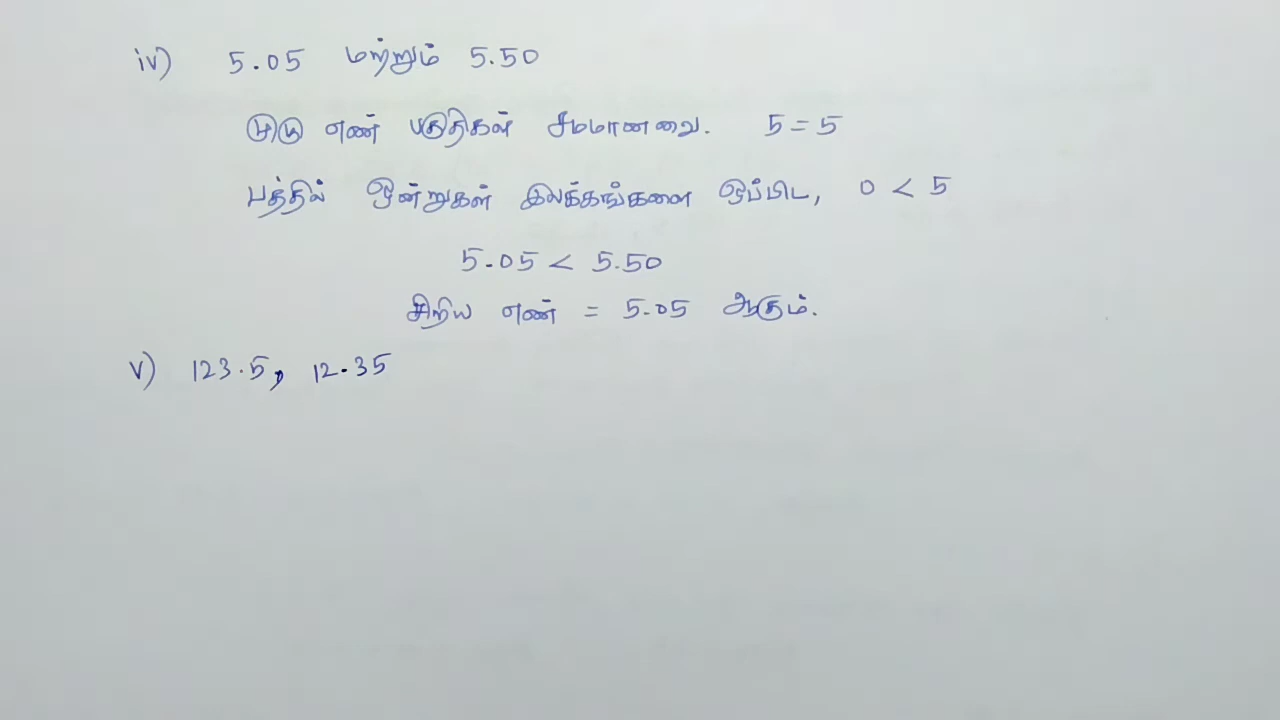 iv) 5.05 மற்றும் 5.50
முழு எண் பகுதிகள் சமமானவை. 5 = 5
பத்தில் ஒன்றுகள் இலக்கங்களை ஒப்பிட, 0 < 5
5.05 < 5.50
சிறிய எண் = 5.05 ஆகும்.
v) 123.5, 12.35